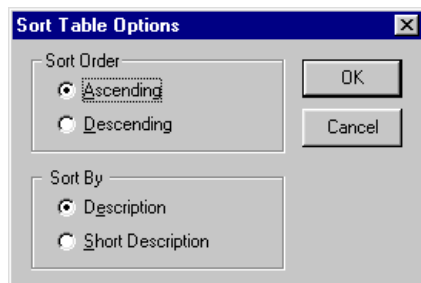 Sort Table Options
Sort Order
Ascending
Descending
OK
Cancel
Sort By
Description
Short Description